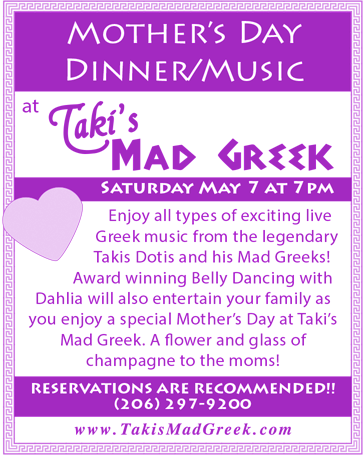 Mother's Day
Dinner/Music
at
Taki's
Mad Greek
Saturday May 7 at 7pm
Enjoy all types of exciting live
Greek music from the legendary
Takis Dotis and his Mad Greeks!
Award winning Belly Dancing with
Dahlia will also entertain your family as
you enjoy a special Mother's Day at Taki's
Mad Greek. A flower and glass of
champagne to the moms!
RESERVATIONS ARE RECOMMENDED!!
(206) 297-9200
www.TakisMadGreek.com